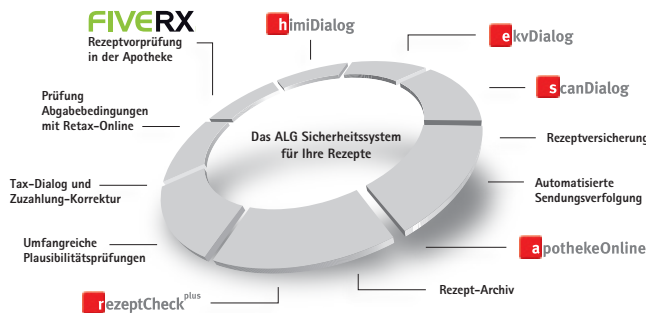 FIVERX
Rezeptvorprüfung
in der Apotheke
himiDialog
ekvDialog
scanDialog
Prüfung
Abgabebedingungen
mit Retax-Online
Das ALG Sicherheitssystem
für Ihre Rezepte
Rezeptversicherung
Tax-Dialog und
Zuzahlung-Korrektur
Automatisierte
Sendungsverfolgung
Umfangreiche
Plausibilitätsprüfungen
apothekeOnline
rezeptCheck plus
Rezept-Archiv